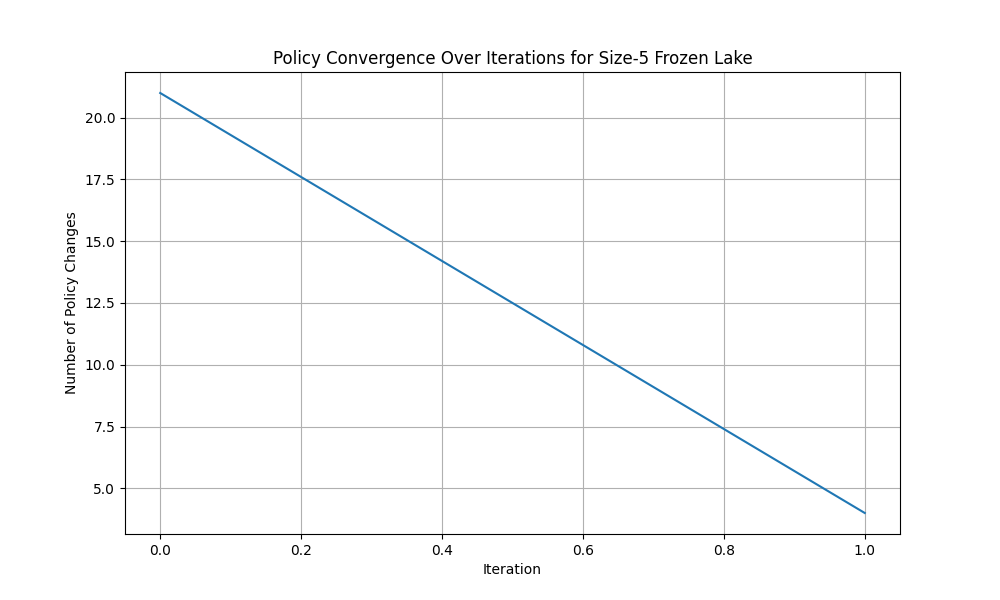 Policy Convergence Over Iterations for Size-5 Frozen Lake
Number of Policy Changes
20.0
17.5
15.0
12.5
10.0
7.5
5.0
0.0 0.2 0.4 0.6 0.8 1.0
Iteration